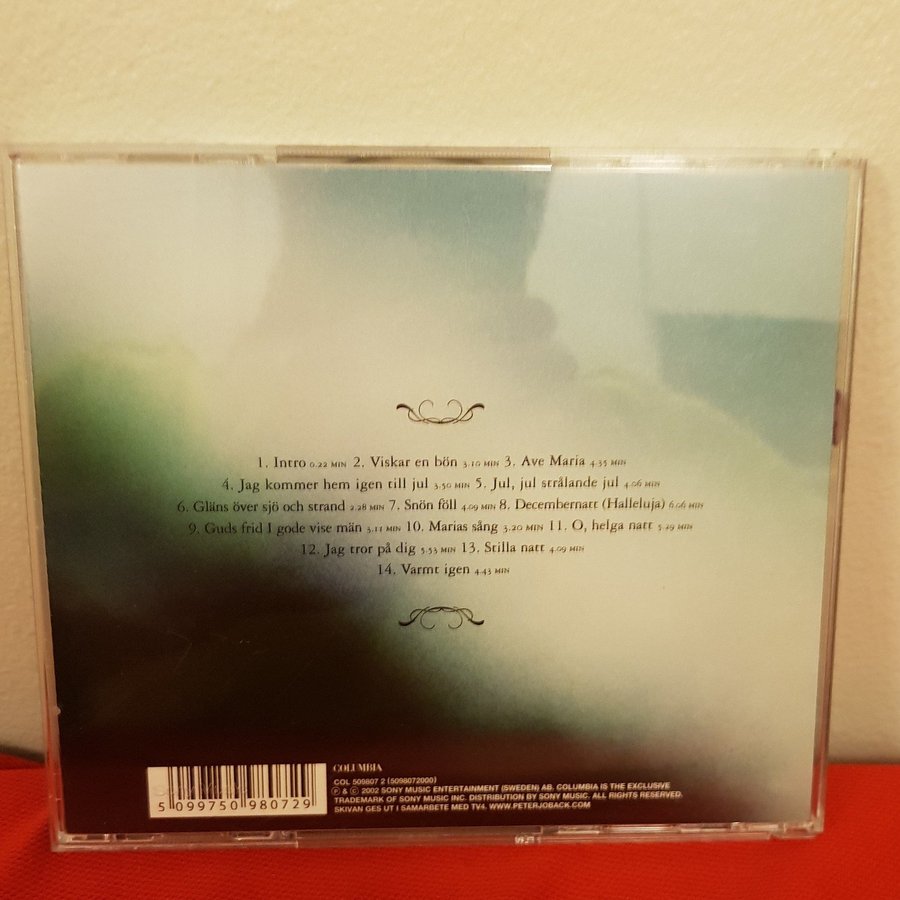 1. Intro 0.22 MIN 2. Viskar en bön 3.10 MIN 3. Ave Maria 4.35 MIN
4. Jag kommer hem igen till jul 3.50 MIN 5. Jul, jul strålande jul 4.06 MIN
6. Gläns över sjö och strand 2.28 MIN 7. Snön föll 4.09 MIN 8. Decembernatt (Halleluja) 6.06 MIN
9. Guds frid I gode vise män 3.11 MIN 10. Marias sång 3.20 MIN 11. O, helga natt 5.29 MIN
12. Jag tror på dig 5.53 MIN 13. Stilla natt 4.09 MIN
14. Varmt igen 4.43 MIN
COLUMBIA
COL 509807 2 (5098072000)
℗ & © 2002 SONY MUSIC ENTERTAINMENT (SWEDEN) AB. COLUMBIA IS THE EXCLUSIVE
TRADEMARK OF SONY MUSIC INC. DISTRIBUTION BY SONY MUSIC. ALL RIGHTS RESERVED.
SKIVAN GES UT I SAMARBETE MED TV4. WWW.PETERJOBACK.COM
5 099750 980729